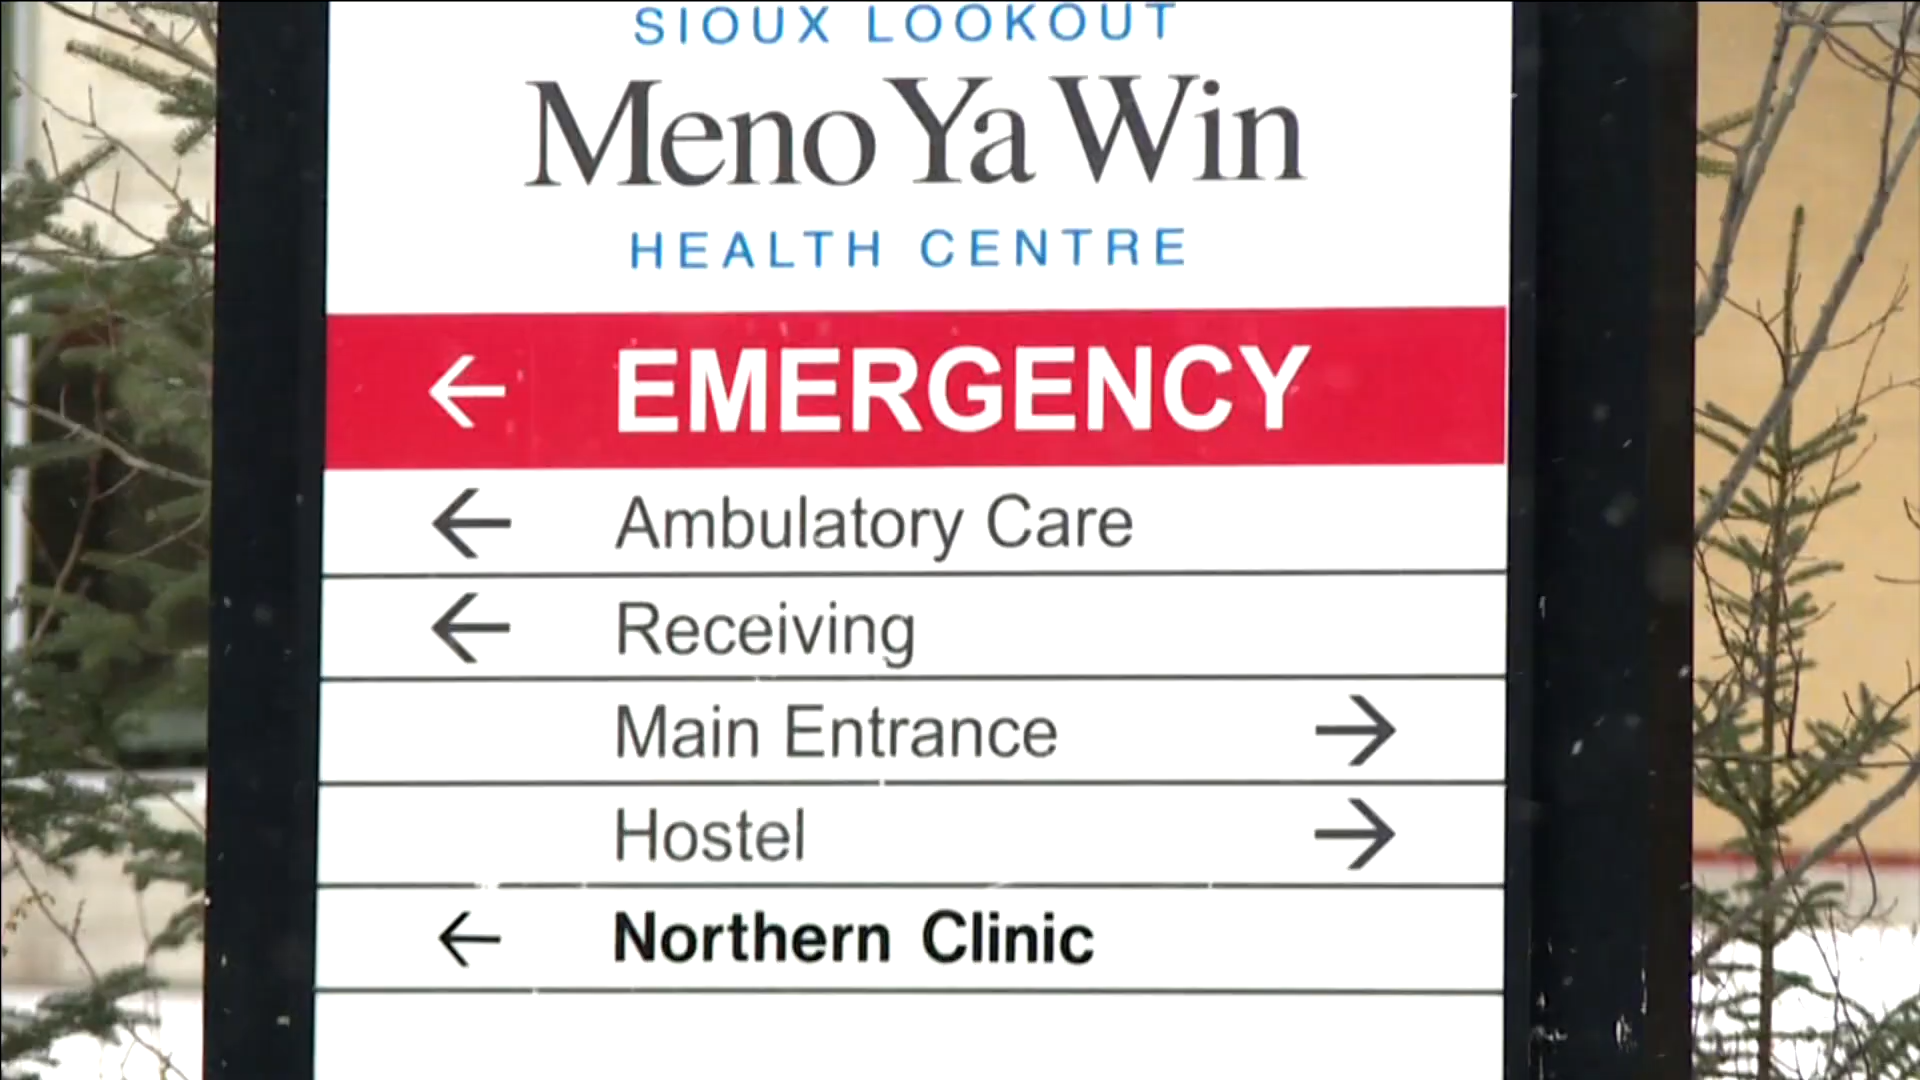 SIOUX LOOKOUT
Meno Ya Win
HEALTH CENTRE
← EMERGENCY
← Ambulatory Care
← Receiving
Main Entrance →
Hostel →
← Northern Clinic